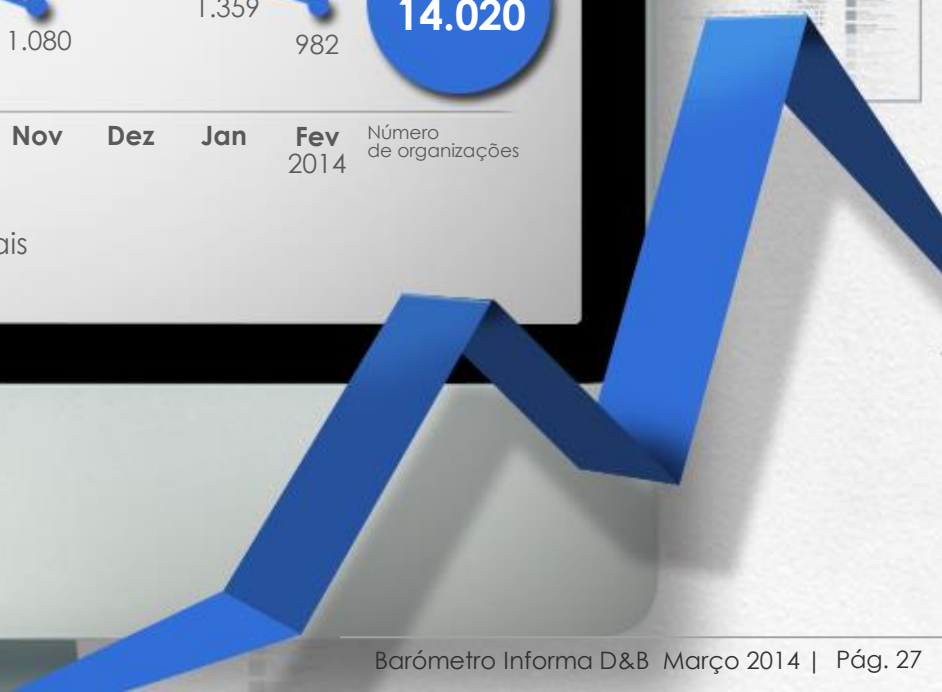 1.359
14.020
1.080
982
Nov Dez Jan Fev
2014
Número
de organizações
ais
Barómetro Informa D&B Março 2014 | Pág. 27